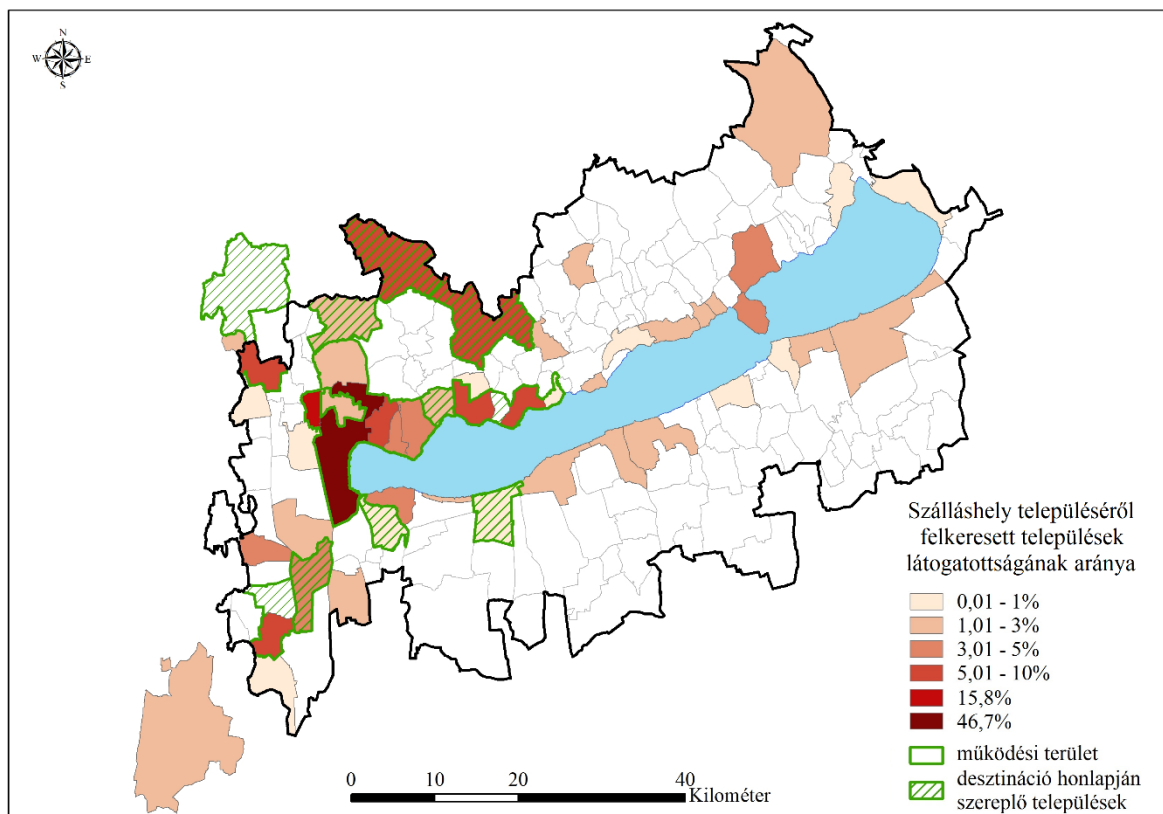 N
W E
S
Szálláshely településéről
felkeresett települések
látogatottságának aránya
0,01 - 1%
1,01 - 3%
3,01 - 5%
5,01 - 10%
15,8%
46,7%
működési terület
desztináció honlapján
szereplő települések
0 10 20 40
Kilométer